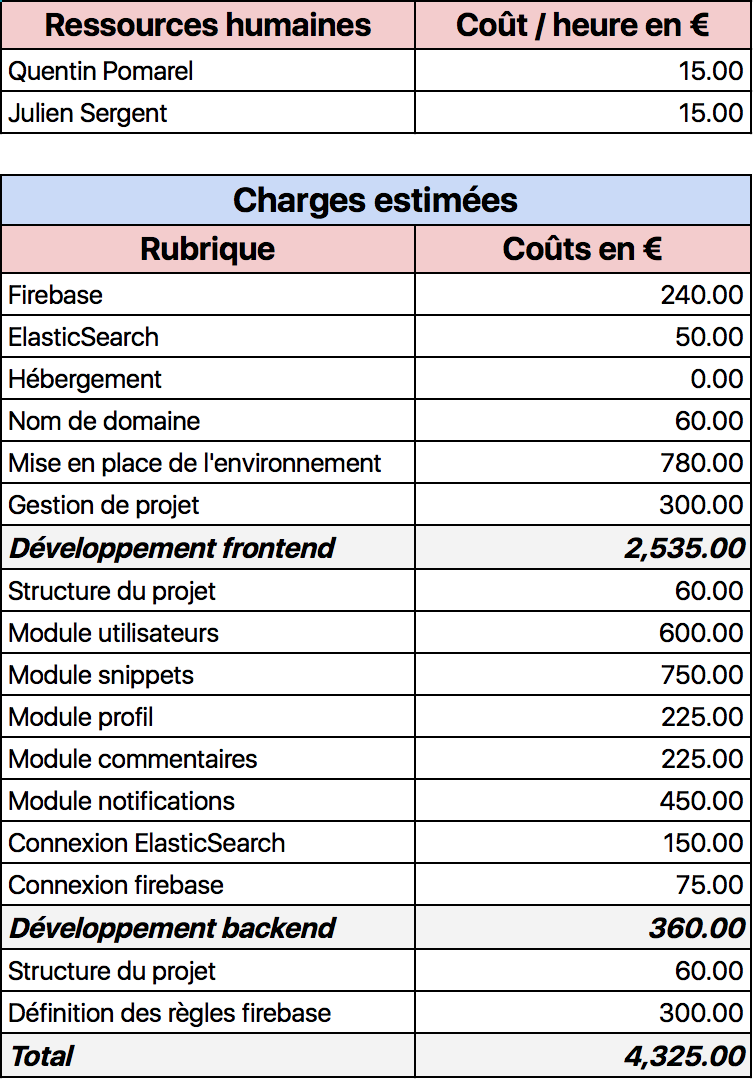 Ressources humaines Coût / heure en €
Quentin Pomarel 15.00
Julien Sergent 15.00
Charges estimées
Rubrique Coûts en €
Firebase 240.00
ElasticSearch 50.00
Hébergement 0.00
Nom de domaine 60.00
Mise en place de l'environnement 780.00
Gestion de projet 300.00
Développement frontend 2,535.00
Structure du projet 60.00
Module utilisateurs 600.00
Module snippets 750.00
Module profil 225.00
Module commentaires 225.00
Module notifications 450.00
Connexion ElasticSearch 150.00
Connexion firebase 75.00
Développement backend 360.00
Structure du projet 60.00
Définition des règles firebase 300.00
Total 4,325.00